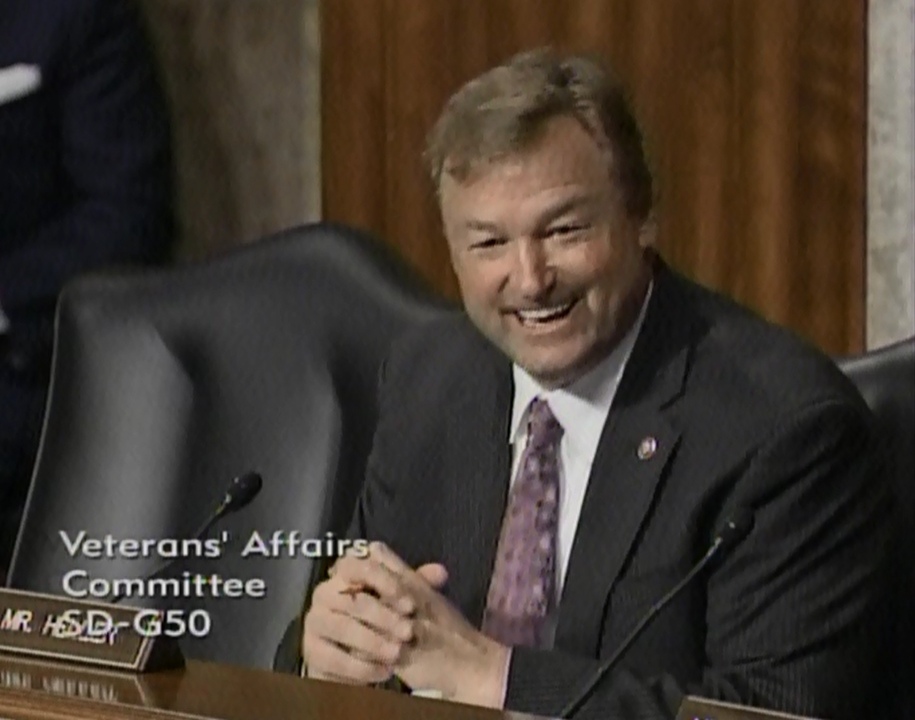 Veterans' Affairs
Committee
SD-G50
MR.